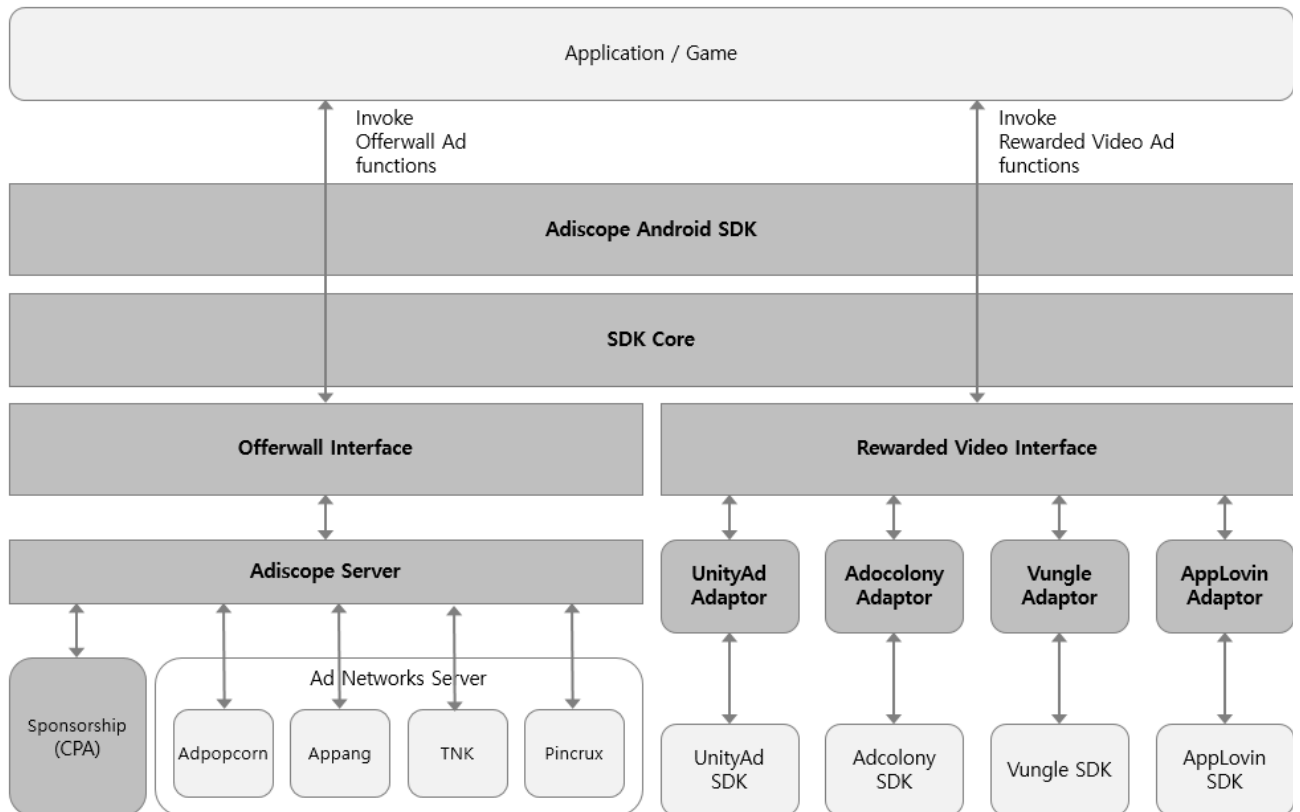 Application / Game
Invoke
Offerwall Ad
functions
Invoke
Rewarded Video Ad
functions
Adiscope Android SDK
SDK Core
Offerwall Interface
Rewarded Video Interface
Adiscope Server
UnityAd
Adaptor
Adocolony
Adaptor
Vungle
Adaptor
AppLovin
Adaptor
Sponsorship
(CPA)
Ad Networks Server
Adpopcorn
Appang
TNK
Pincrux
UnityAd
SDK
Adcolony
SDK
Vungle SDK
AppLovin
SDK